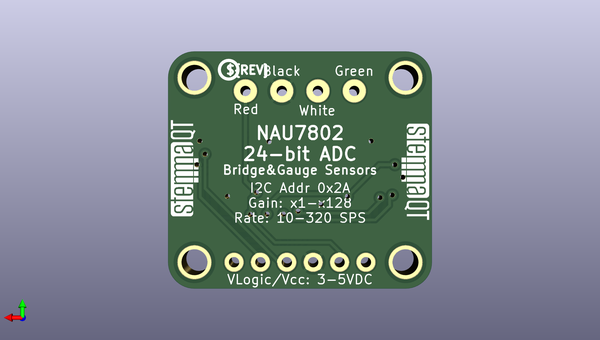 $[REV]
Black
Green
Red
White
NAU7802
24-bit ADC
Bridge&Gauge Sensors
I2C Addr 0x2A
Gain: x1-x128
Rate: 10-320 SPS
stemma QT
stemma QT
VLogic/Vcc: 3-5VDC